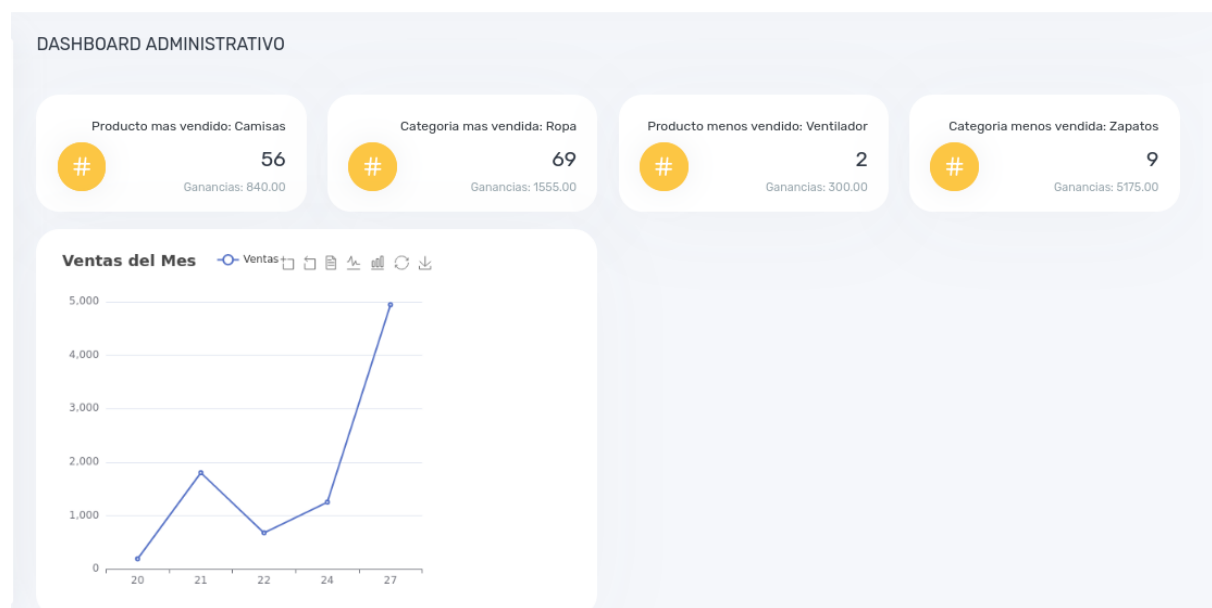 DASHBOARD ADMINISTRATIVO
Producto mas vendido: Camisas
#
56
Ganancias: 840.00
Categoria mas vendida: Ropa
#
69
Ganancias: 1555.00
Producto menos vendido: Ventilador
#
2
Ganancias: 300.00
Categoria menos vendida: Zapatos
#
9
Ganancias: 5175.00
Ventas del Mes
Ventas
5,000
4,000
3,000
2,000
1,000
0
20 21 22 24 27